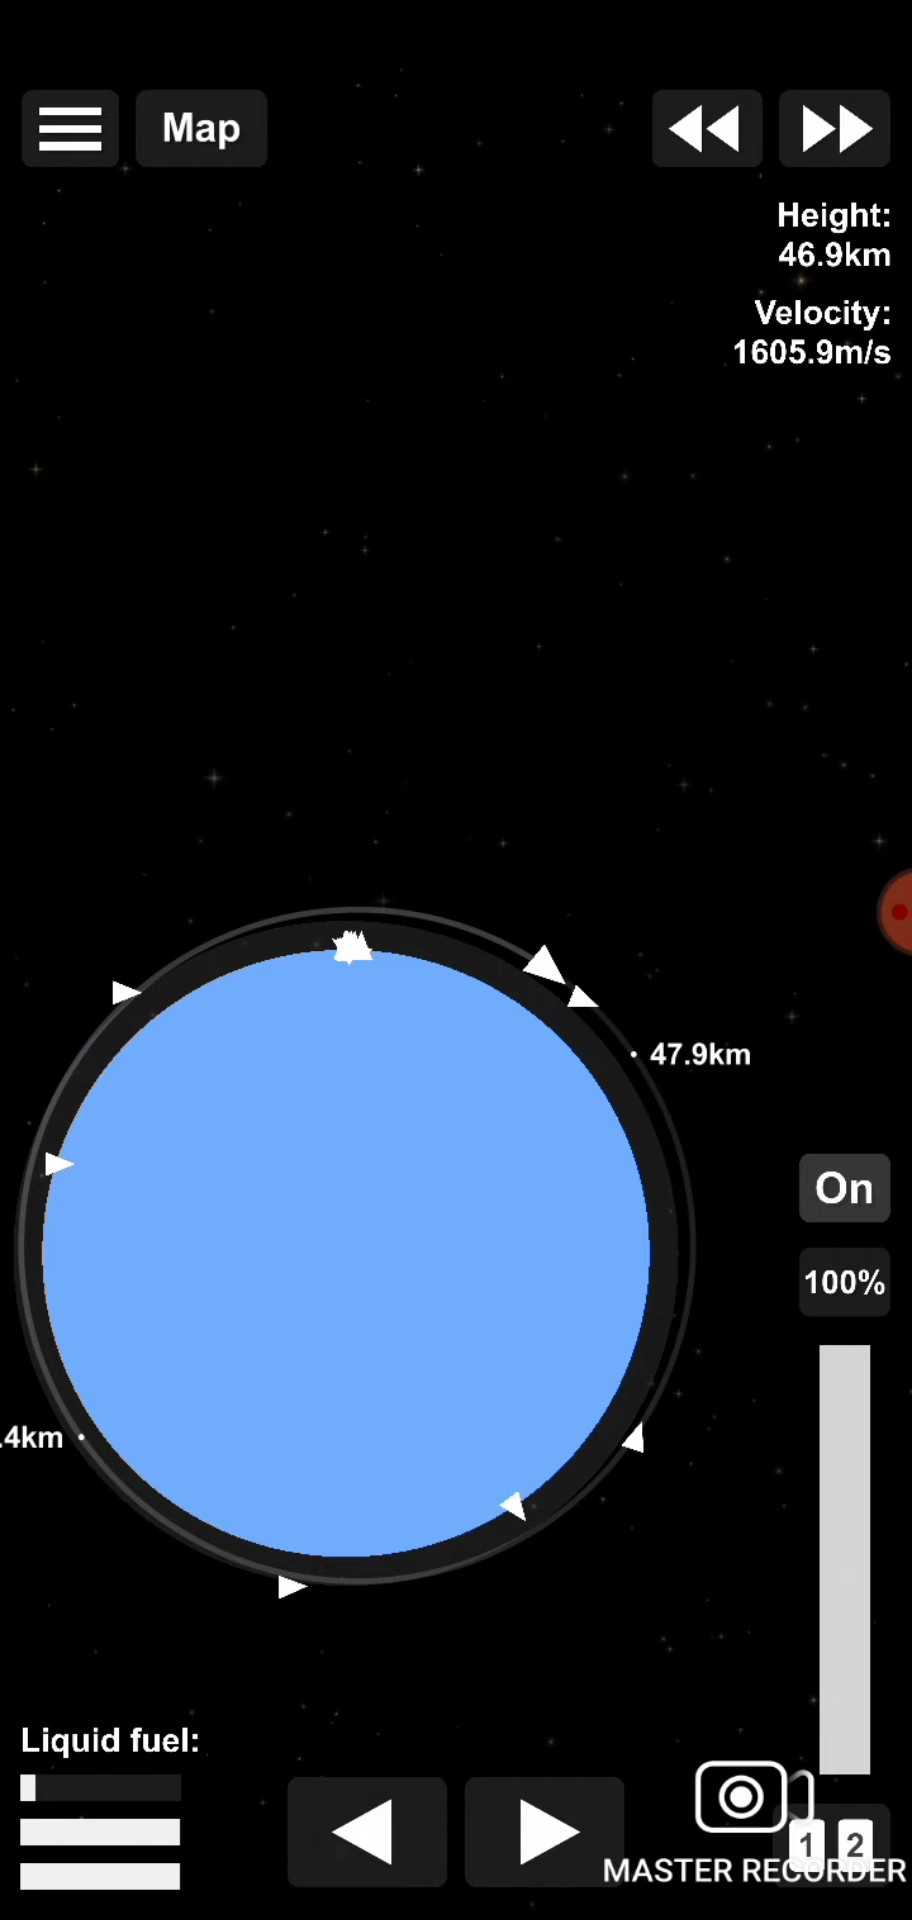 Map
Height:
46.9km
Velocity:
1605.9m/s
47.9km
On
100%
.4km
Liquid fuel:
1 2
MASTER RECORDER